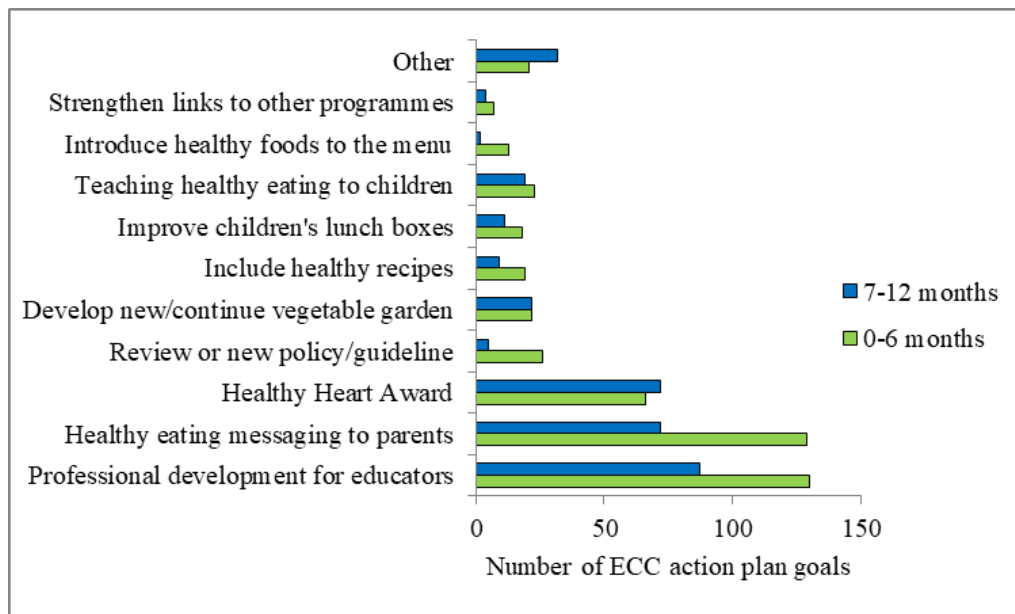 Other
Strengthen links to other programmes
Introduce healthy foods to the menu
Teaching healthy eating to children
Improve children's lunch boxes
Include healthy recipes
Develop new/continue vegetable garden
Review or new policy/guideline
Healthy Heart Award
Healthy eating messaging to parents
Professional development for educators
7-12 months
0-6 months
0 50 100 150
Number of ECC action plan goals